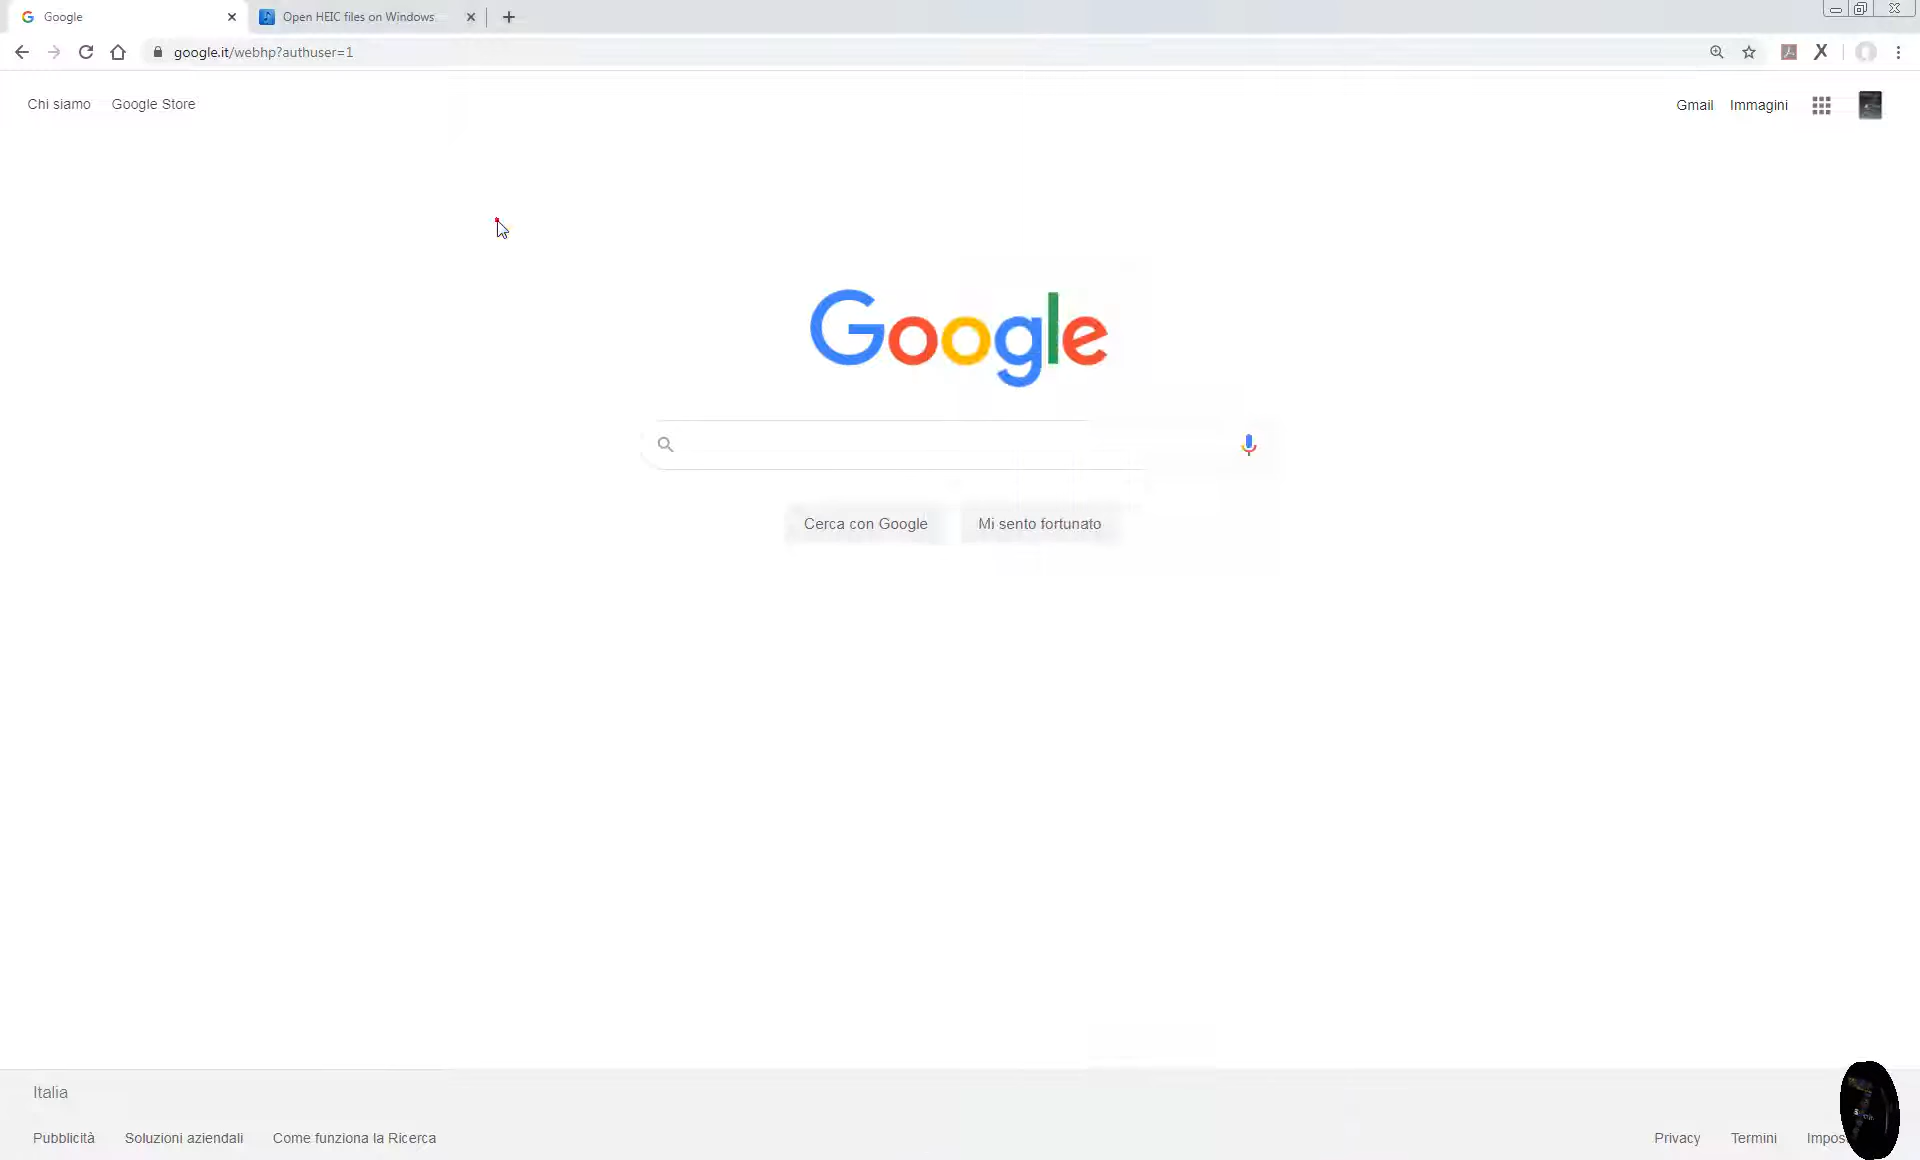 Google
Open HEIC files on Windows
google.it/webhp?authuser=1
Chi siamo Google Store
Gmail Immagini
Google
Cerca con Google Mi sento fortunato
Italia
Pubblicità Soluzioni aziendali Come funziona la Ricerca
Privacy Termini Impos